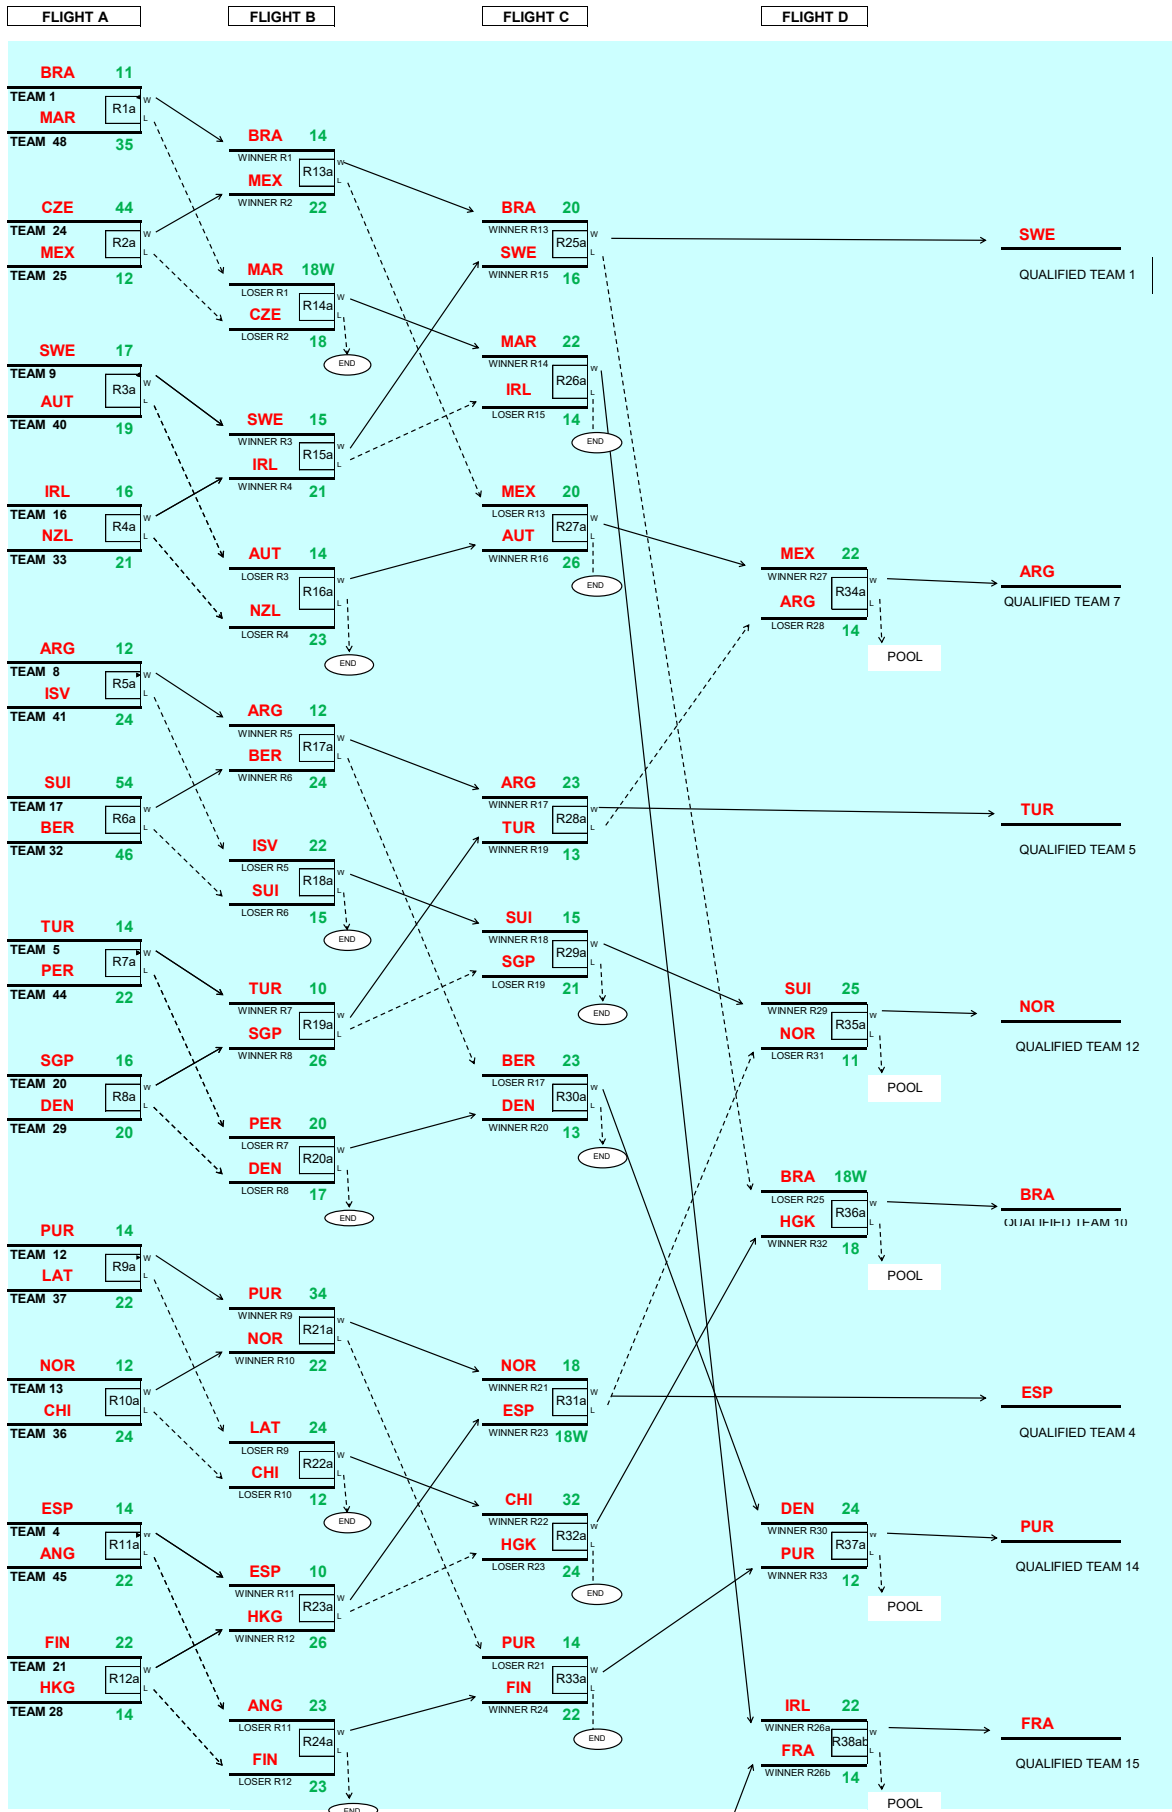 FLIGHT A
FLIGHT B
FLIGHT C
FLIGHT D
BRA 11
TEAM 1
R1a
W
L
MAR
TEAM 48
35
CZE 44
TEAM 24
R2a
W
L
MEX
TEAM 25
12
SWE 17
TEAM 9
R3a
W
L
AUT
TEAM 40
19
IRL 16
TEAM 16
R4a
W
L
NZL
TEAM 33
21
ARG 12
TEAM 8
R5a
W
L
ISV
TEAM 41
24
SUI 54
TEAM 17
R6a
W
L
BER
TEAM 32
46
TUR 14
TEAM 5
R7a
W
L
PER
TEAM 44
22
SGP 16
TEAM 20
R8a
W
L
DEN
TEAM 29
20
PUR 14
TEAM 12
R9a
W
L
LAT
TEAM 37
22
NOR 12
TEAM 13
R10a
W
L
CHI
TEAM 36
24
ESP 14
TEAM 4
R11a
W
L
ANG
TEAM 45
22
FIN 22
TEAM 21
R12a
W
L
HKG
TEAM 28
14
BRA 14
WINNER R1
R13a
W
L
MEX
WINNER R2
22
MAR 18W
LOSER R1
R14a
W
L
CZE
LOSER R2
18
END
SWE 15
WINNER R3
R15a
W
L
IRL
WINNER R4
21
AUT 14
LOSER R3
R16a
W
L
NZL
LOSER R4
23
END
ARG 12
WINNER R5
R17a
W
L
BER
WINNER R6
24
ISV 22
LOSER R5
R18a
W
L
SUI
LOSER R6
15
END
TUR 10
WINNER R7
R19a
W
L
SGP
WINNER R8
26
PER 20
LOSER R7
R20a
W
L
DEN
LOSER R8
17
END
PUR 34
WINNER R9
R21a
W
L
NOR
WINNER R10
22
LAT 24
LOSER R9
R22a
W
L
CHI
LOSER R10
12
END
ESP 10
WINNER R11
R23a
W
L
HKG
WINNER R12
26
ANG 23
LOSER R11
R24a
W
L
FIN
LOSER R12
23
END
BRA 20
WINNER R13
R25a
W
L
SWE
WINNER R15
16
MAR 22
WINNER R14
R26a
W
L
IRL
LOSER R15
14
END
MEX 20
LOSER R13
R27a
W
L
AUT
WINNER R16
26
END
ARG 23
WINNER R17
R28a
W
L
TUR
WINNER R19
13
SUI 15
WINNER R18
R29a
W
L
SGP
LOSER R19
21
END
BER 23
LOSER R17
R30a
W
L
DEN
WINNER R20
13
END
NOR 18
WINNER R21
R31a
W
L
ESP
WINNER R23
18W
CHI 32
WINNER R22
R32a
W
L
HGK
LOSER R23
24
END
PUR 14
LOSER R21
R33a
W
L
FIN
WINNER R24
22
END
MEX 22
WINNER R27
R34a
W
L
ARG
LOSER R28
14
POOL
SUI 25
WINNER R29
R35a
W
L
NOR
LOSER R31
11
POOL
BRA 18W
LOSER R25
R36a
W
L
HGK
WINNER R32
18
POOL
DEN 24
WINNER R30
R37a
W
L
PUR
WINNER R33
12
POOL
IRL 22
WINNER R26a
R38ab
W
L
FRA
WINNER R26b
14
POOL
SWE
QUALIFIED TEAM 1
ARG
QUALIFIED TEAM 7
TUR
QUALIFIED TEAM 5
NOR
QUALIFIED TEAM 12
BRA
QUALIFIED TEAM 10
ESP
QUALIFIED TEAM 4
PUR
QUALIFIED TEAM 14
FRA
QUALIFIED TEAM 15